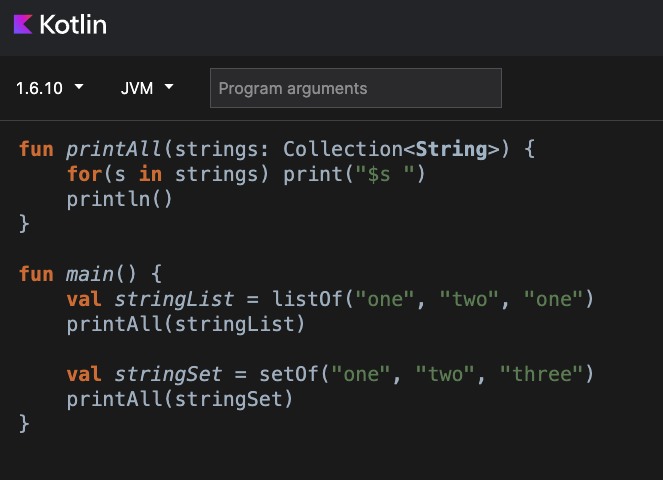 Kotlin
1.6.10 JVM Program arguments
fun printAll(strings: Collection<String>) {
    for(s in strings) print("$s ")
    println()
}

fun main() {
    val stringList = listOf("one", "two", "one")
    printAll(stringList)

    val stringSet = setOf("one", "two", "three")
    printAll(stringSet)
}